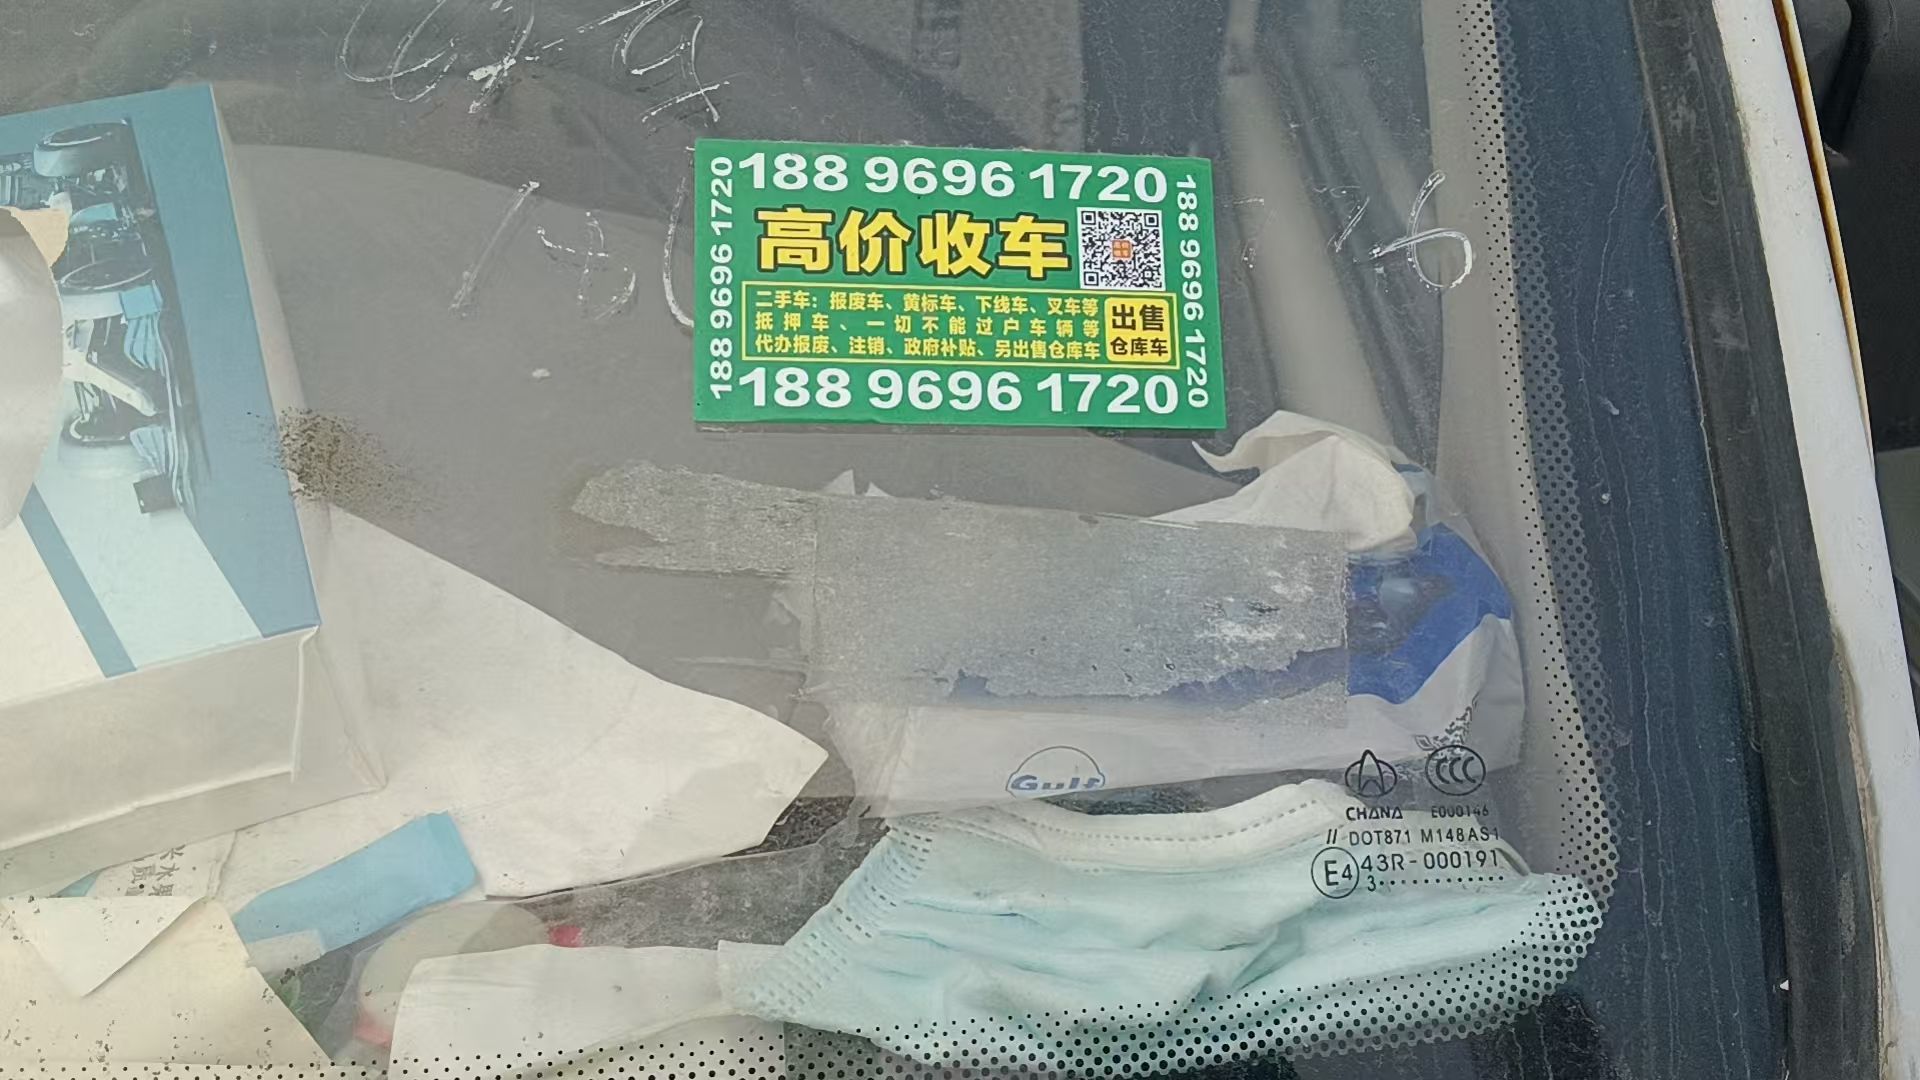 188 9696 1720
188 9696 1720
188 9696 1720
高价收车
二手车：报废车、黄标车、下线车、叉车等
抵押车、一切不能过户车辆等
代办报废、注销、政府补贴、另出售仓库车
出售
仓库车
188 9696 1720
Gulf
CHANA
CCC
E000146
// DOT871 M148AS1
E4
43R-000191
3··········